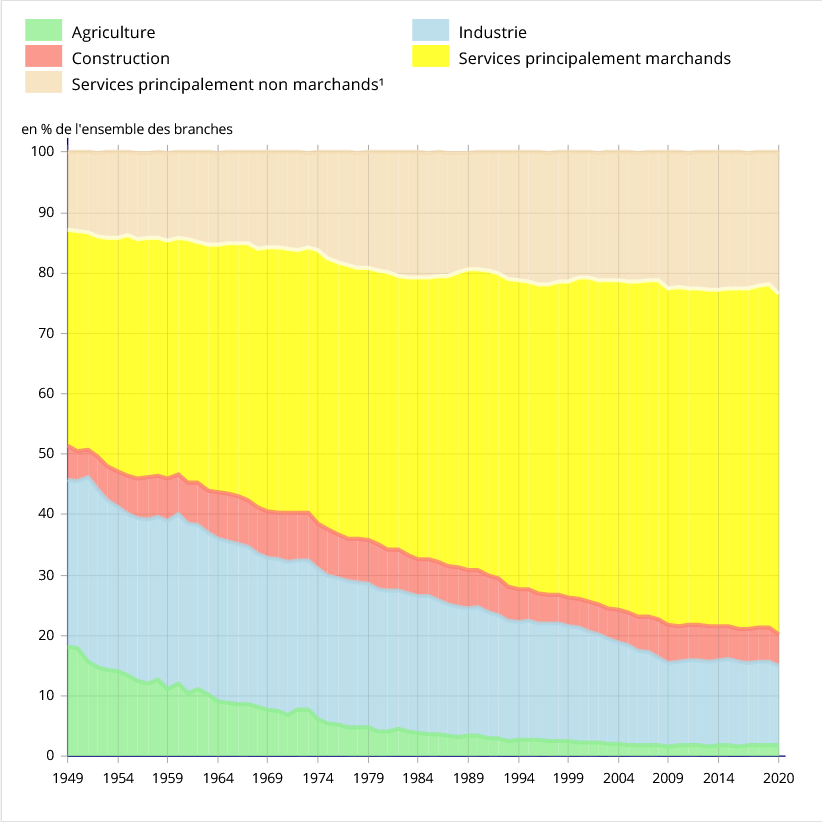 Agriculture
Industrie
Construction
Services principalement marchands
Services principalement non marchands¹
en % de l'ensemble des branches
100
90
80
70
60
50
40
30
20
10
0
1949 1954 1959 1964 1969 1974 1979 1984 1989 1994 1999 2004 2009 2014 2020